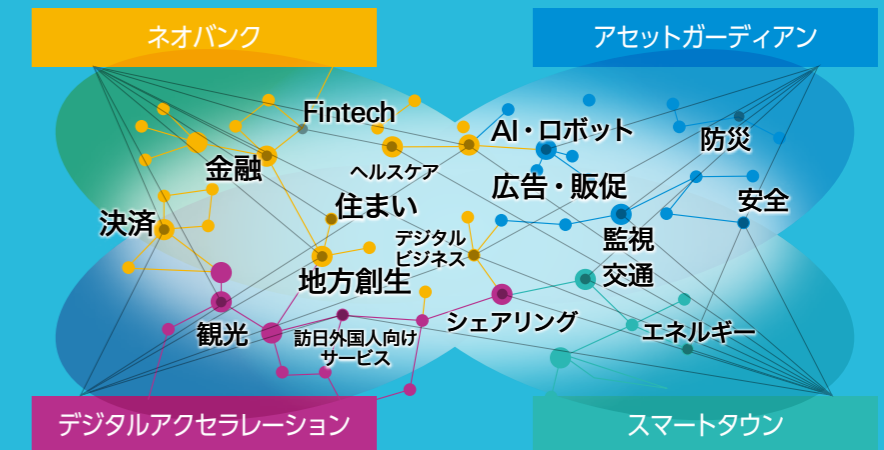 ネオバンク
アセットガーディアン
Fintech
AI・ロボット
防災
金融
ヘルスケア
広告・販促
住まい
安全
決済
デジタル
ビジネス
監視
地方創生
交通
観光
訪日外国人向け
サービス
シェアリング
エネルギー
デジタルアクセラレーション
スマートタウン